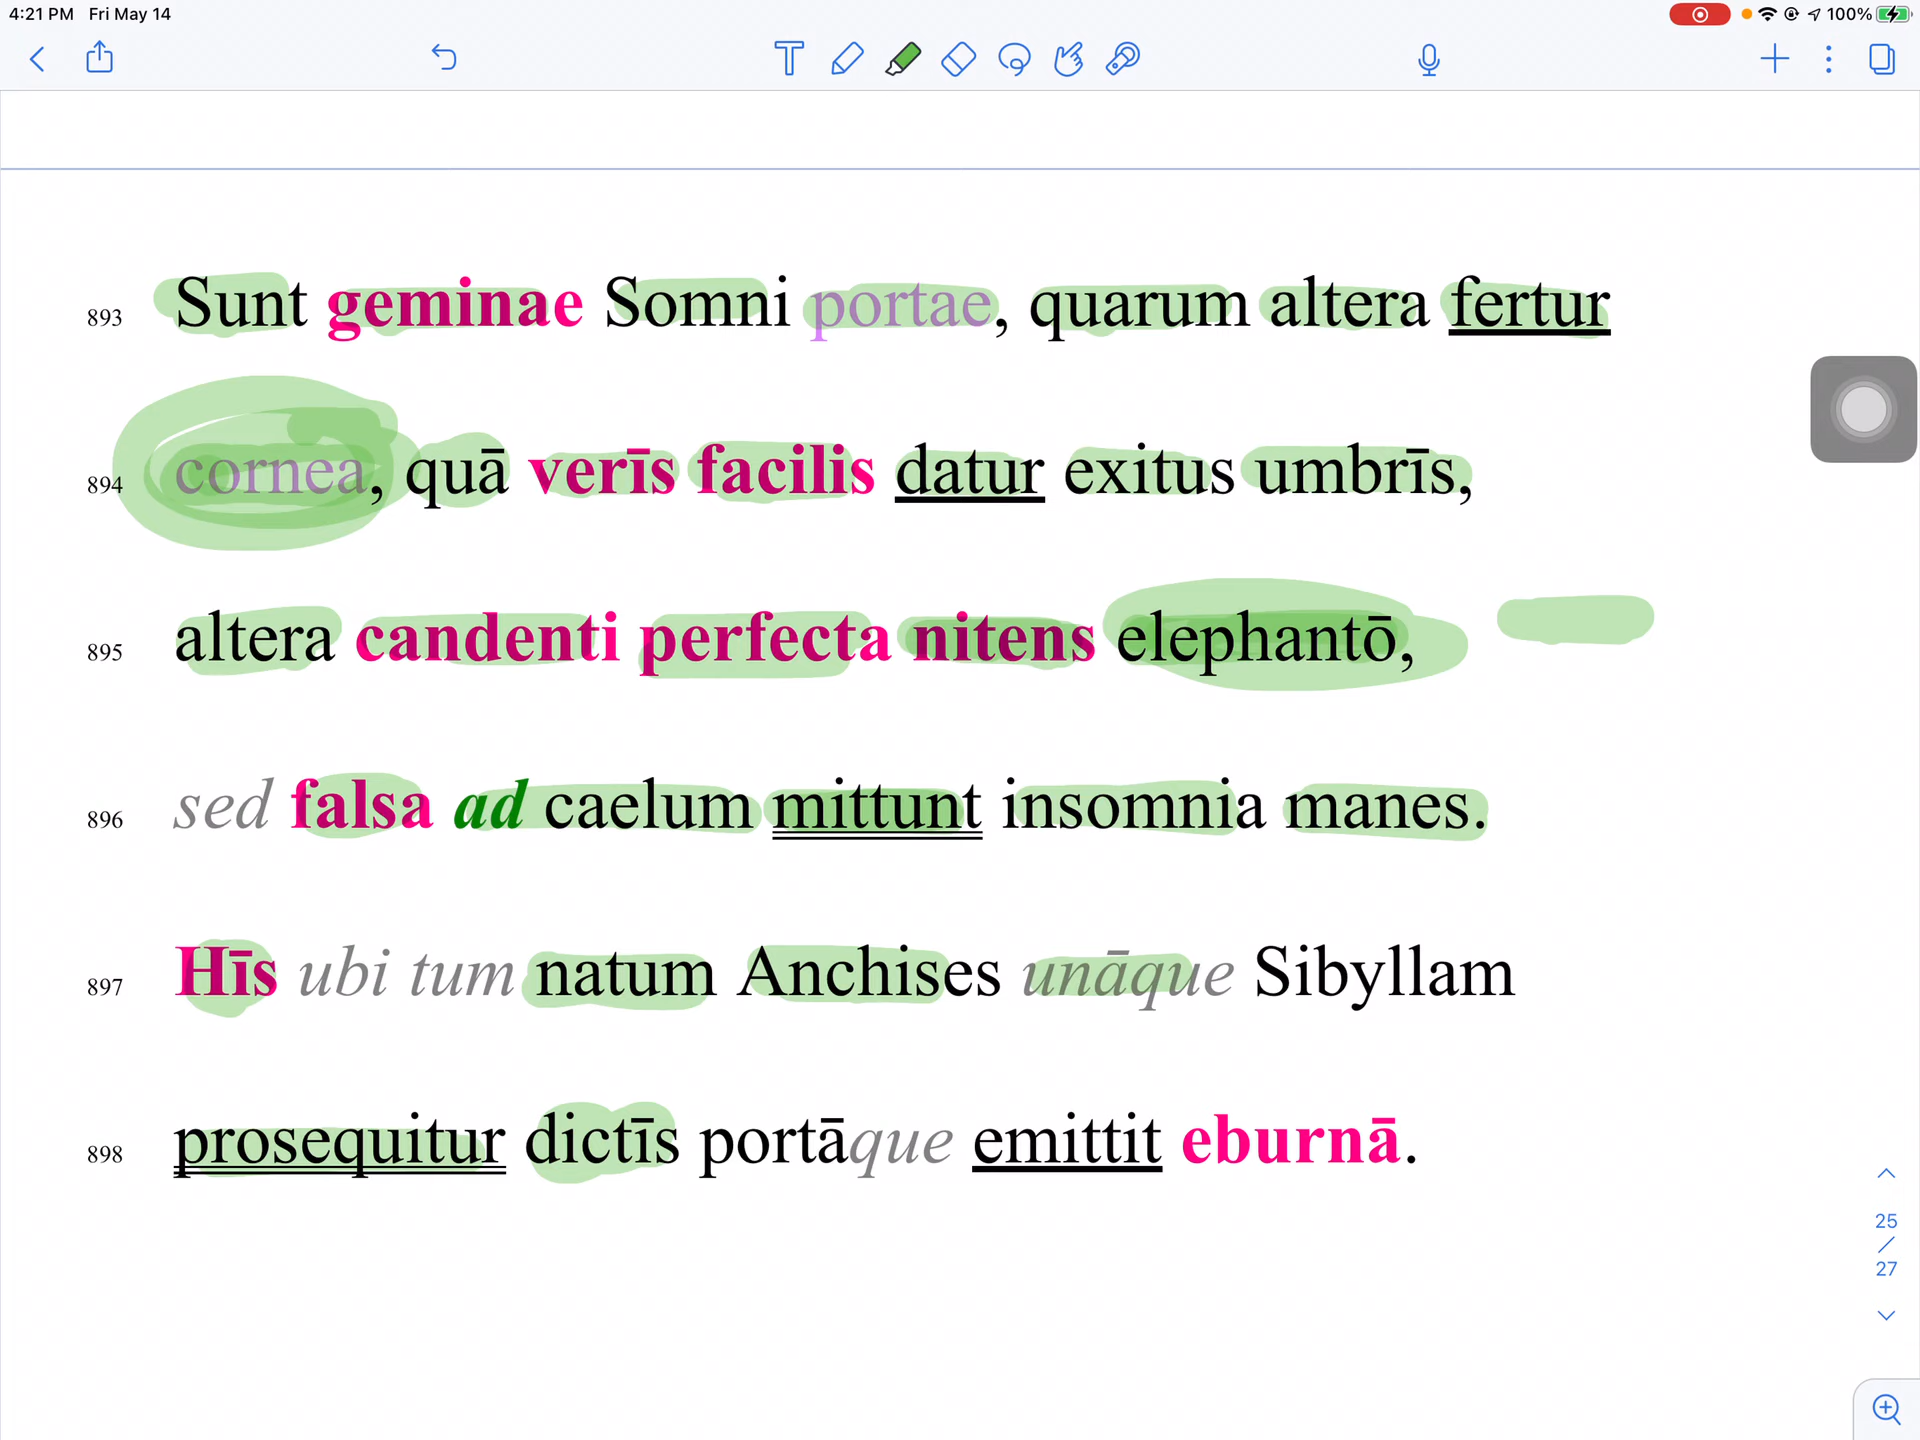 4:21 PM Fri May 14
100%
893 Sunt geminae Somni portae, quarum altera fertur
894 cornea, quā verīs facilis datur exitus umbrīs,
895 altera candenti perfecta nitens elephantō,
896 sed falsa ad caelum mittunt insomnia manes.
897 Hīs ubi tum natum Anchises unāque Sibyllam
898 prosequitur dictīs portāque emittit eburnā.
25
/
27